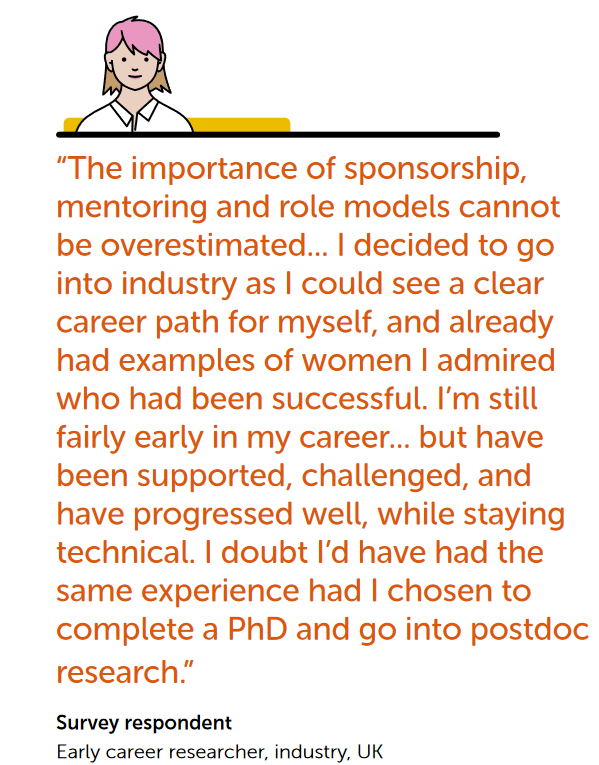 “The importance of sponsorship,
mentoring and role models cannot
be overestimated... I decided to go
into industry as I could see a clear
career path for myself, and already
had examples of women I admired
who had been successful. I’m still
fairly early in my career... but have
been supported, challenged, and
have progressed well, while staying
technical. I doubt I’d have had the
same experience had I chosen to
complete a PhD and go into postdoc
research.”
Survey respondent
Early career researcher, industry, UK